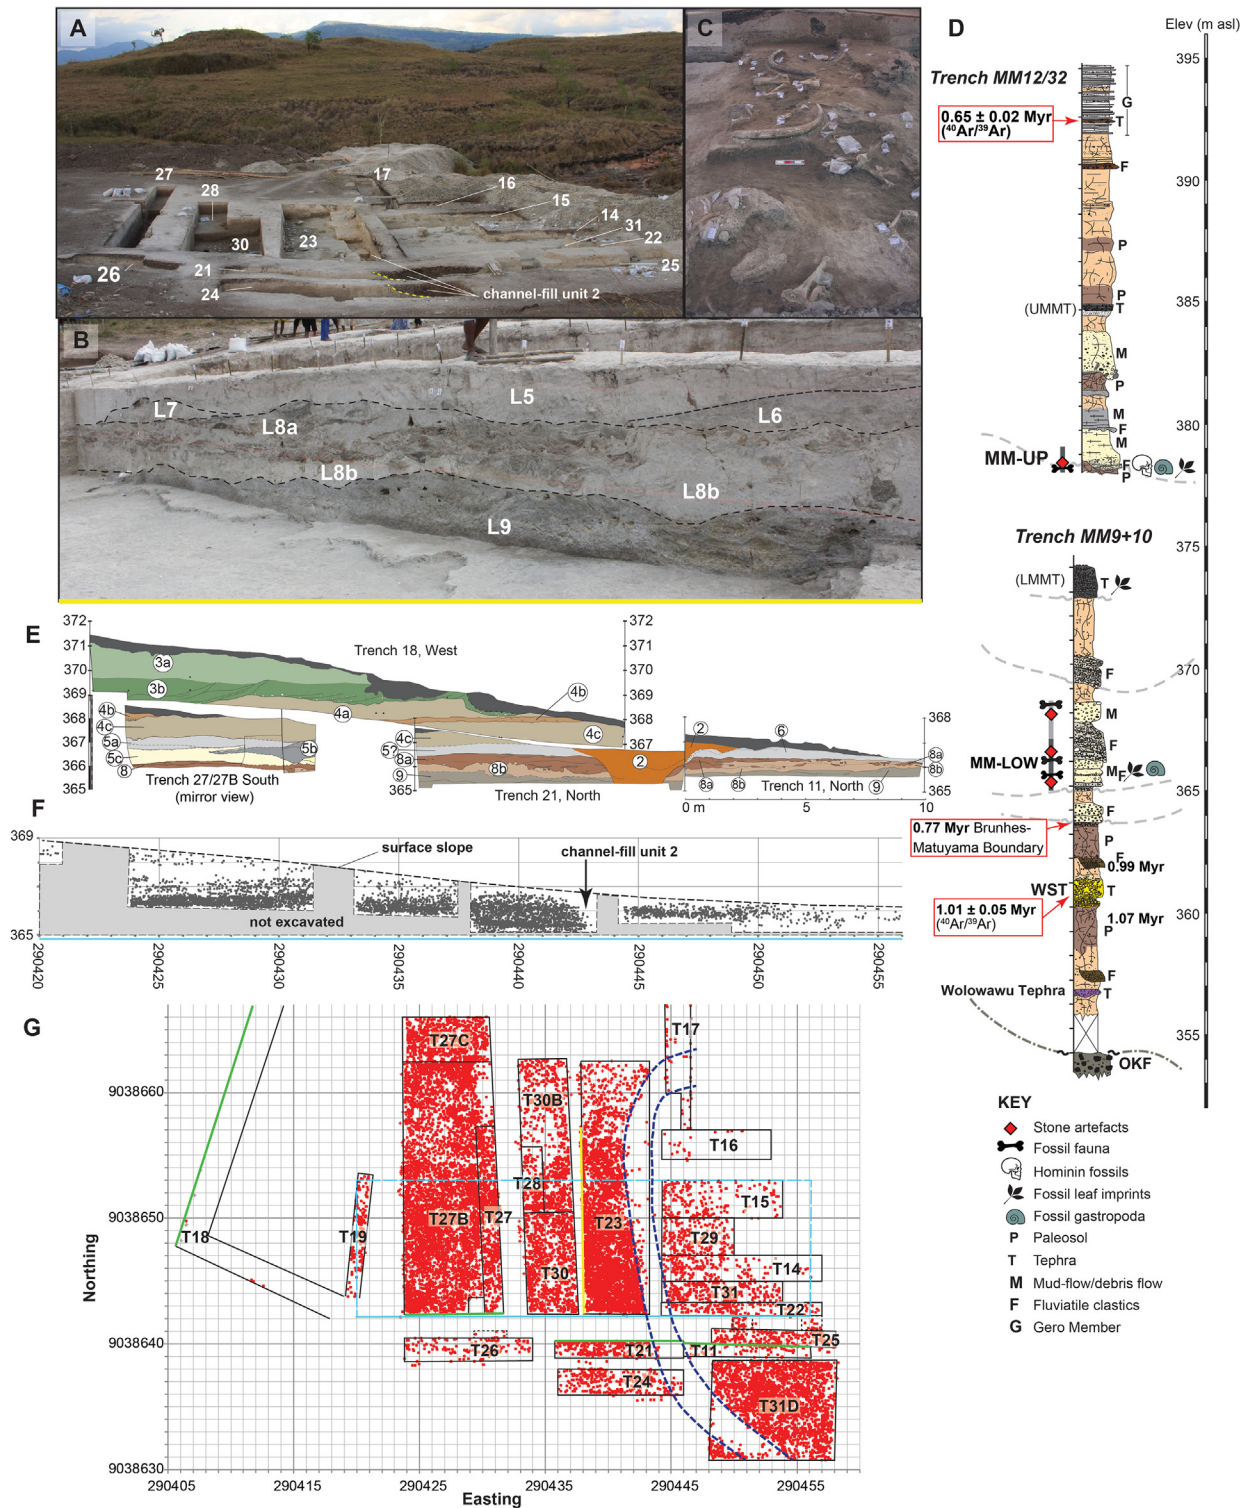 A
27
28
17
16
15
14
31
22
25
30
23
26
21
24
channel-fill unit 2
B
L7
L5
L6
L8a
L8b
L8b
L9
C
D
Elev (m asl)
395
390
385
380
375
370
365
360
355
Trench MM12/32
G
T
0.65 ± 0.02 Myr
(⁴⁰Ar/³⁹Ar)
F
P
P
(UMMT)
T
M
P
M
F
M
MM-UP
F
P
Trench MM9+10
(LMMT)
T
F
M
F
MM-LOW
M
F
F
0.77 Myr Brunhes-
Matuyama Boundary
P
F
0.99 Myr
WST
T
1.01 ± 0.05 Myr
(⁴⁰Ar/³⁹Ar)
1.07 Myr
P
F
Wolowawu Tephra
T
OKF
KEY
Stone artefacts
Fossil fauna
Hominin fossils
Fossil leaf imprints
Fossil gastropoda
P Paleosol
T Tephra
M Mud-flow/debris flow
F Fluviatile clastics
G Gero Member
E
372
371
370
369
368
367
366
365
Trench 18, West
3a
3b
4a
4b
4c
372
371
370
369
368
367
4b
4c
5a
5b
5c
8
Trench 27/27B South
(mirror view)
4c
5?
8a
8b
9
2
365
Trench 21, North
2
6
8a
8b
9
8a
8b
368
365
Trench 11, North
0 m
5
10
F
369
365
surface slope
channel-fill unit 2
not excavated
290420
290425
290430
290435
290440
290445
290450
290456
G
Northing
9038660
9038650
9038640
9038630
T27C
T17
T30B
T16
T28
T15
T18
T19
T27B
T27
T23
T29
T30
T14
T31
T22
T25
T26
T21
T11
T24
T31D
290405
290415
290425
290435
290445
290455
Easting